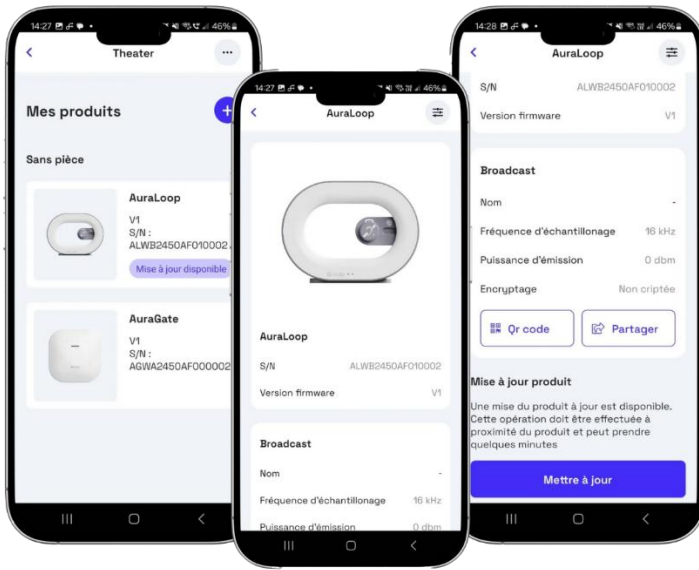 14:27
46%
Theater
Mes produits
+
Sans pièce
AuraLoop
V1
S/N :
ALWB2450AF010002
Mise à jour disponible
AuraGate
V1
S/N :
AGWA2450AF000002
14:27
46%
AuraLoop
AuraLoop
S/N ALWB2450AF010002
Version firmware V1
Broadcast
Nom -
Fréquence d'échantillonage 16 kHz
Puissance d'émission 0 dbm
14:28
46%
AuraLoop
S/N ALWB2450AF010002
Version firmware V1
Broadcast
Nom -
Fréquence d'échantillonage 16 kHz
Puissance d'émission 0 dbm
Encryptage Non criptée
Qr code
Partager
Mise à jour produit
Une mise du produit à jour est disponible.
Cette opération doit être effectuée à
proximité du produit et peut prendre
quelques minutes
Mettre à jour